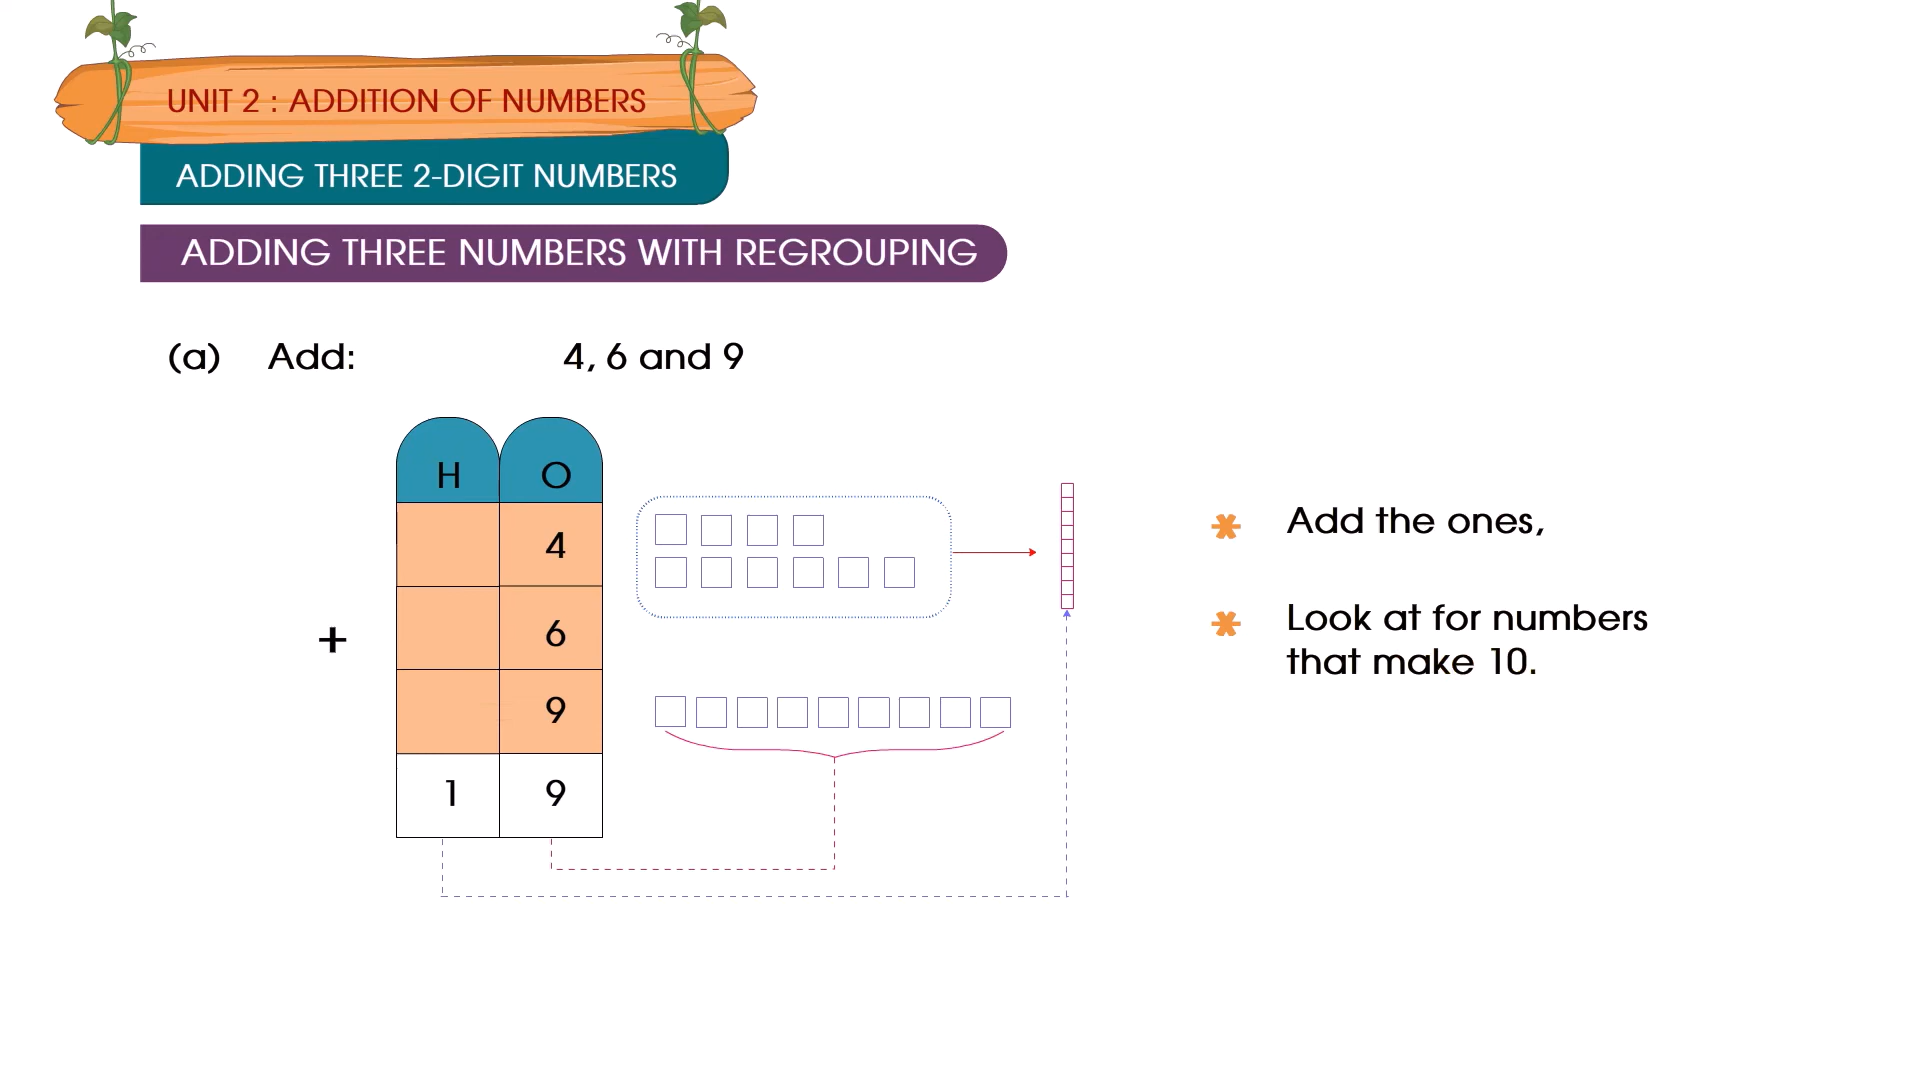 UNIT 2 : ADDITION OF NUMBERS
ADDING THREE 2-DIGIT NUMBERS
ADDING THREE NUMBERS WITH REGROUPING
(a) Add: 4, 6 and 9
H O
4
+ 6
9
1 9
Add the ones,
Look at for numbers
that make 10.